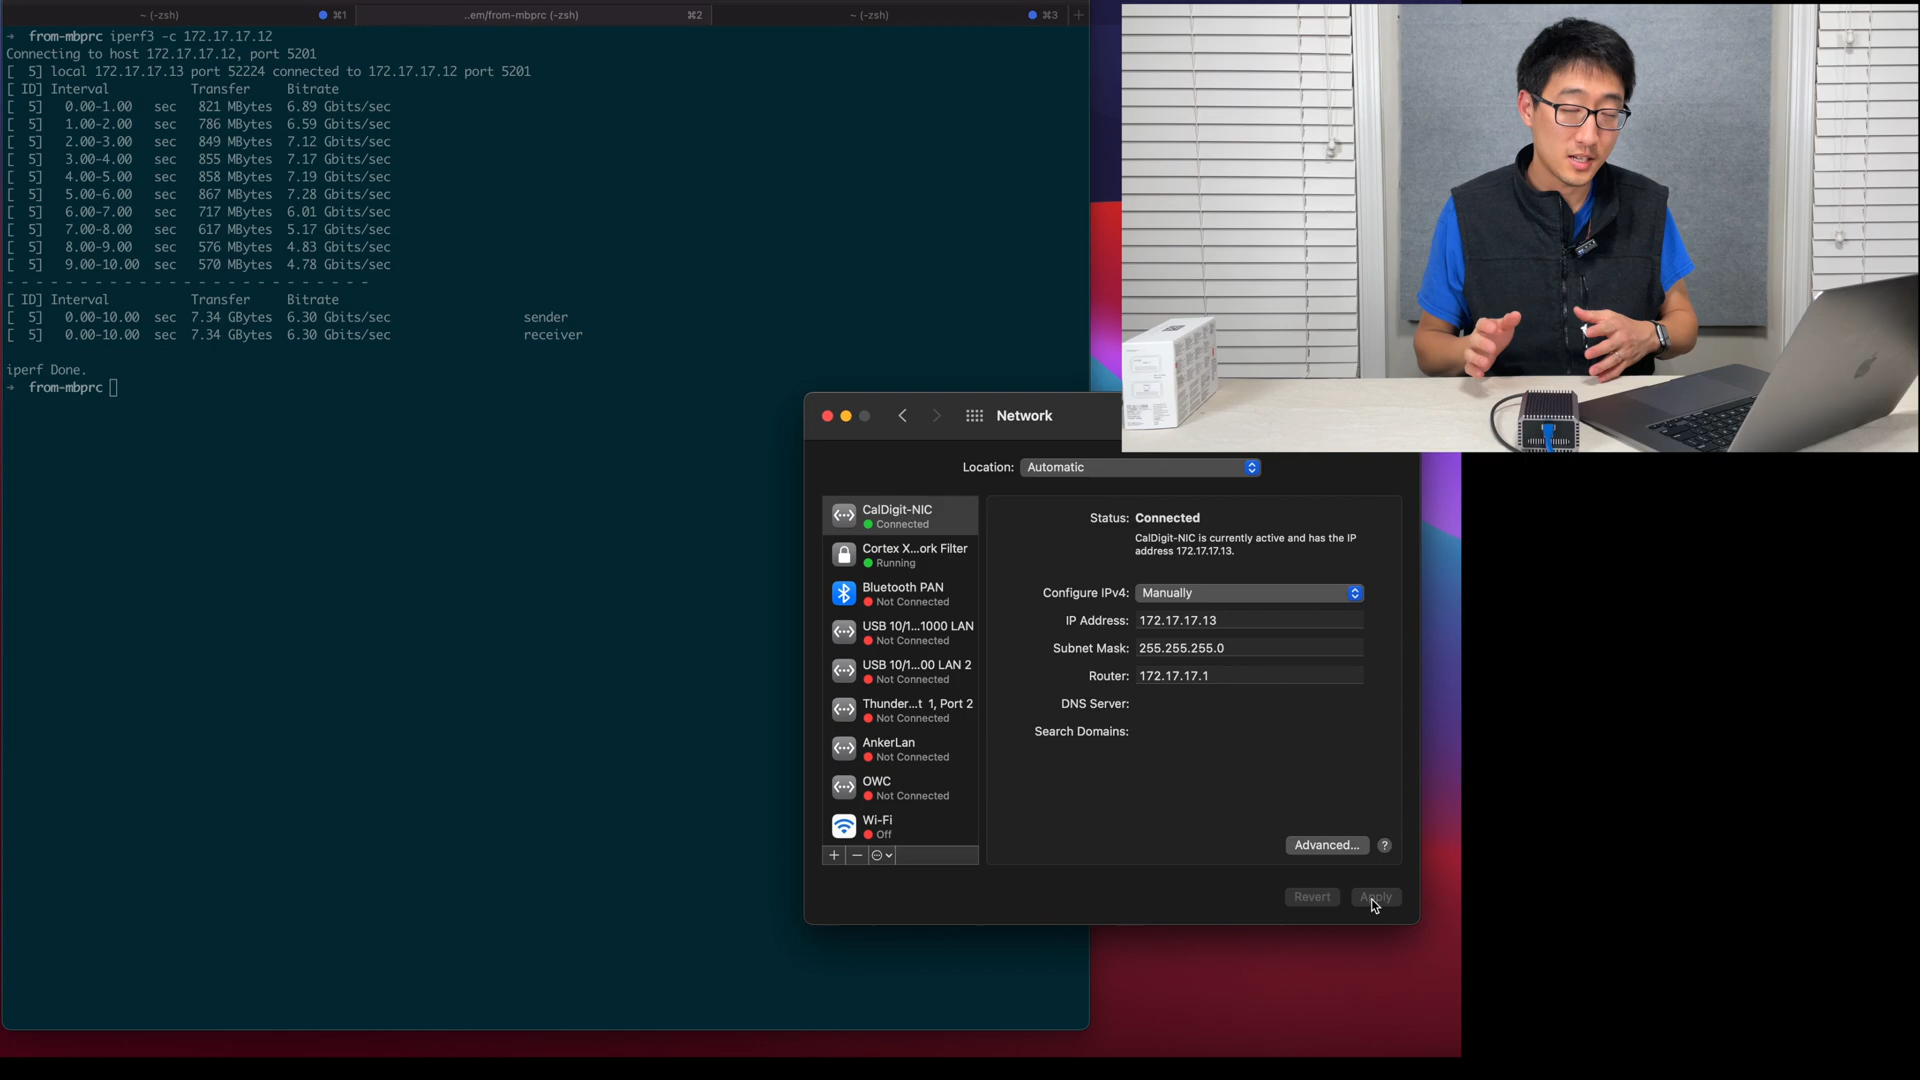 ~ (-zsh) ⌘1 ..em/from-mbprc (-zsh) ⌘2 ~ (-zsh) ⌘3 +
→ from-mbprc iperf3 -c 172.17.17.12
Connecting to host 172.17.17.12, port 5201
[ 5] local 172.17.17.13 port 52224 connected to 172.17.17.12 port 5201
[ ID] Interval Transfer Bitrate
[ 5] 0.00-1.00 sec 821 MBytes 6.89 Gbits/sec
[ 5] 1.00-2.00 sec 786 MBytes 6.59 Gbits/sec
[ 5] 2.00-3.00 sec 849 MBytes 7.12 Gbits/sec
[ 5] 3.00-4.00 sec 855 MBytes 7.17 Gbits/sec
[ 5] 4.00-5.00 sec 858 MBytes 7.19 Gbits/sec
[ 5] 5.00-6.00 sec 867 MBytes 7.28 Gbits/sec
[ 5] 6.00-7.00 sec 717 MBytes 6.01 Gbits/sec
[ 5] 7.00-8.00 sec 617 MBytes 5.17 Gbits/sec
[ 5] 8.00-9.00 sec 576 MBytes 4.83 Gbits/sec
[ 5] 9.00-10.00 sec 570 MBytes 4.78 Gbits/sec
- - - - - - - - - - - - - - - - - - - - - - - - -
[ ID] Interval Transfer Bitrate
[ 5] 0.00-10.00 sec 7.34 GBytes 6.30 Gbits/sec sender
[ 5] 0.00-10.00 sec 7.34 GBytes 6.30 Gbits/sec receiver
iperf Done.
→ from-mbprc
Network
Location: Automatic
CalDigit-NIC
Connected
Cortex X...ork Filter
Running
Bluetooth PAN
Not Connected
USB 10/1...1000 LAN
Not Connected
USB 10/1...00 LAN 2
Not Connected
Thunder...t 1, Port 2
Not Connected
AnkerLan
Not Connected
OWC
Not Connected
Wi-Fi
Off
Status: Connected
CalDigit-NIC is currently active and has the IP
address 172.17.17.13.
Configure IPv4: Manually
IP Address: 172.17.17.13
Subnet Mask: 255.255.255.0
Router: 172.17.17.1
DNS Server:
Search Domains:
Advanced... ?
Revert Apply